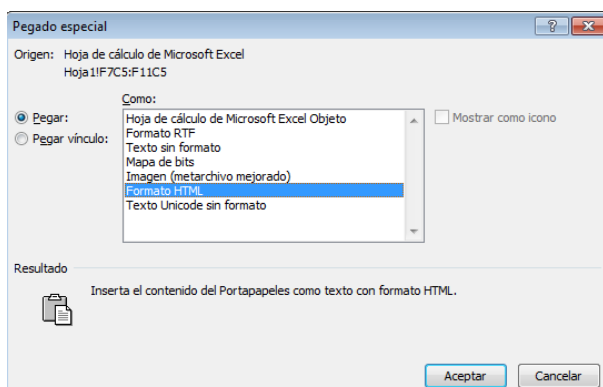 Pegado especial
Origen: Hoja de cálculo de Microsoft Excel
Hoja1!F7C5:F11C5
Como:
Pegar:
Pegar vínculo:
Hoja de cálculo de Microsoft Excel Objeto
Formato RTF
Texto sin formato
Mapa de bits
Imagen (metarchivo mejorado)
Formato HTML
Texto Unicode sin formato
Mostrar como icono
Resultado
Inserta el contenido del Portapapeles como texto con formato HTML.
Aceptar
Cancelar